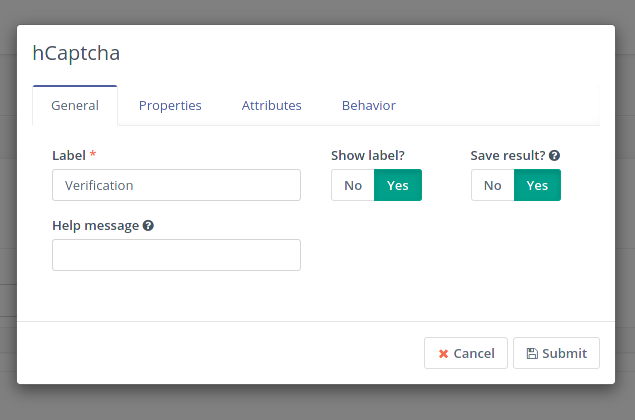 hCaptcha
General Properties Attributes Behavior
Label * Show label? Save result?
Verification No Yes No Yes
Help message
Cancel Submit